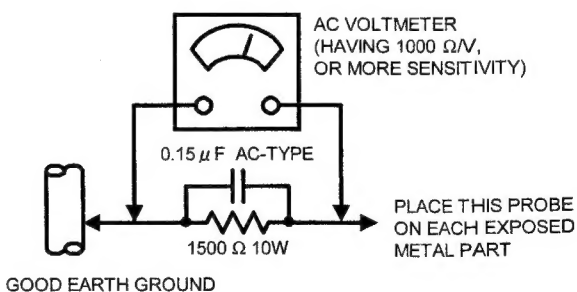 AC VOLTMETER
(HAVING 1000 Ω/V,
OR MORE SENSITIVITY)
0.15 μ F AC-TYPE
1500 Ω 10W
PLACE THIS PROBE
ON EACH EXPOSED
METAL PART
GOOD EARTH GROUND